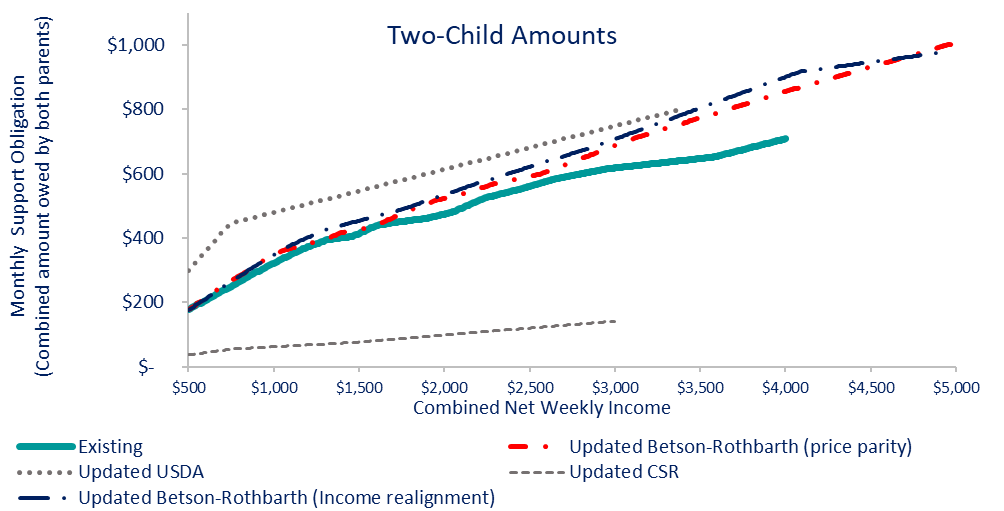 Two-Child Amounts
Monthly Support Obligation
(Combined amount owed by both parents)
$1,000
$800
$600
$400
$200
$-
$500 $1,000 $1,500 $2,000 $2,500 $3,000 $3,500 $4,000 $4,500 $5,000
Combined Net Weekly Income
Existing
Updated Betson-Rothbarth (price parity)
Updated USDA
Updated CSR
Updated Betson-Rothbarth (Income realignment)